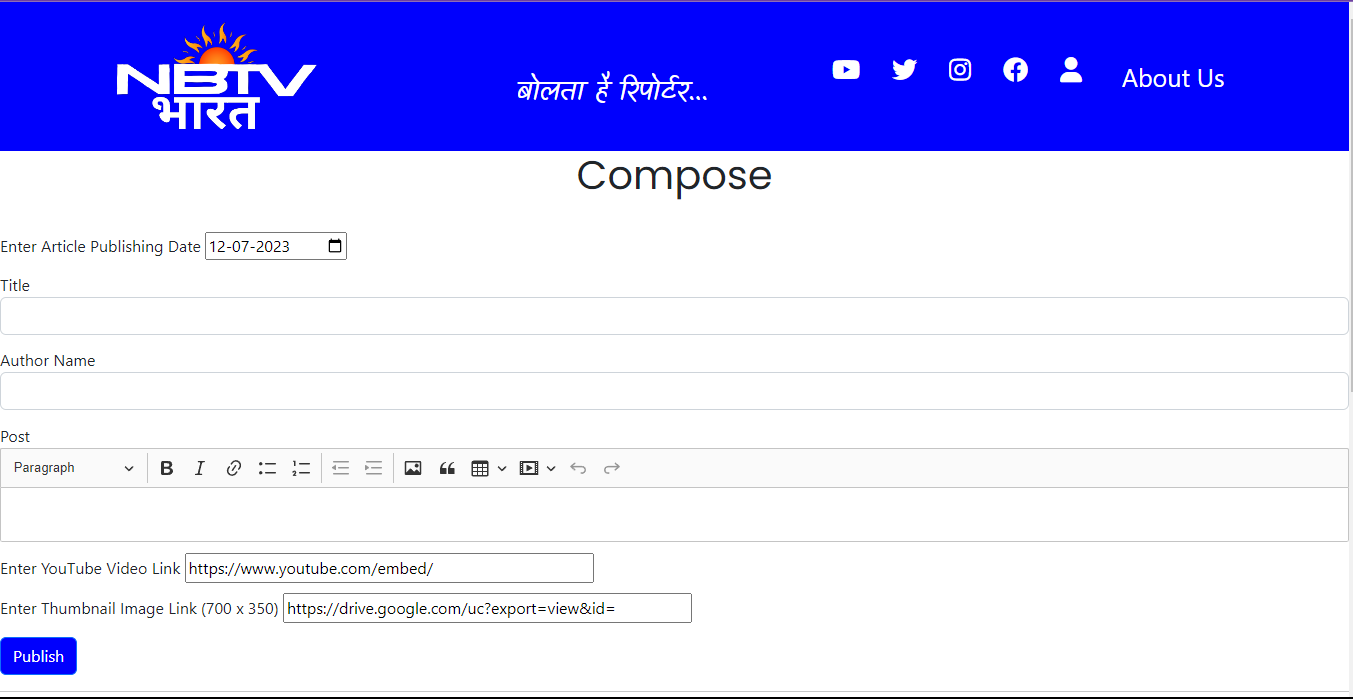 NBTV
भारत
बोलता है रिपोर्टर...
About Us
Compose
Enter Article Publishing Date 12-07-2023
Title
Author Name
Post
Paragraph B I
Enter YouTube Video Link https://www.youtube.com/embed/
Enter Thumbnail Image Link (700 x 350) https://drive.google.com/uc?export=view&id=
Publish